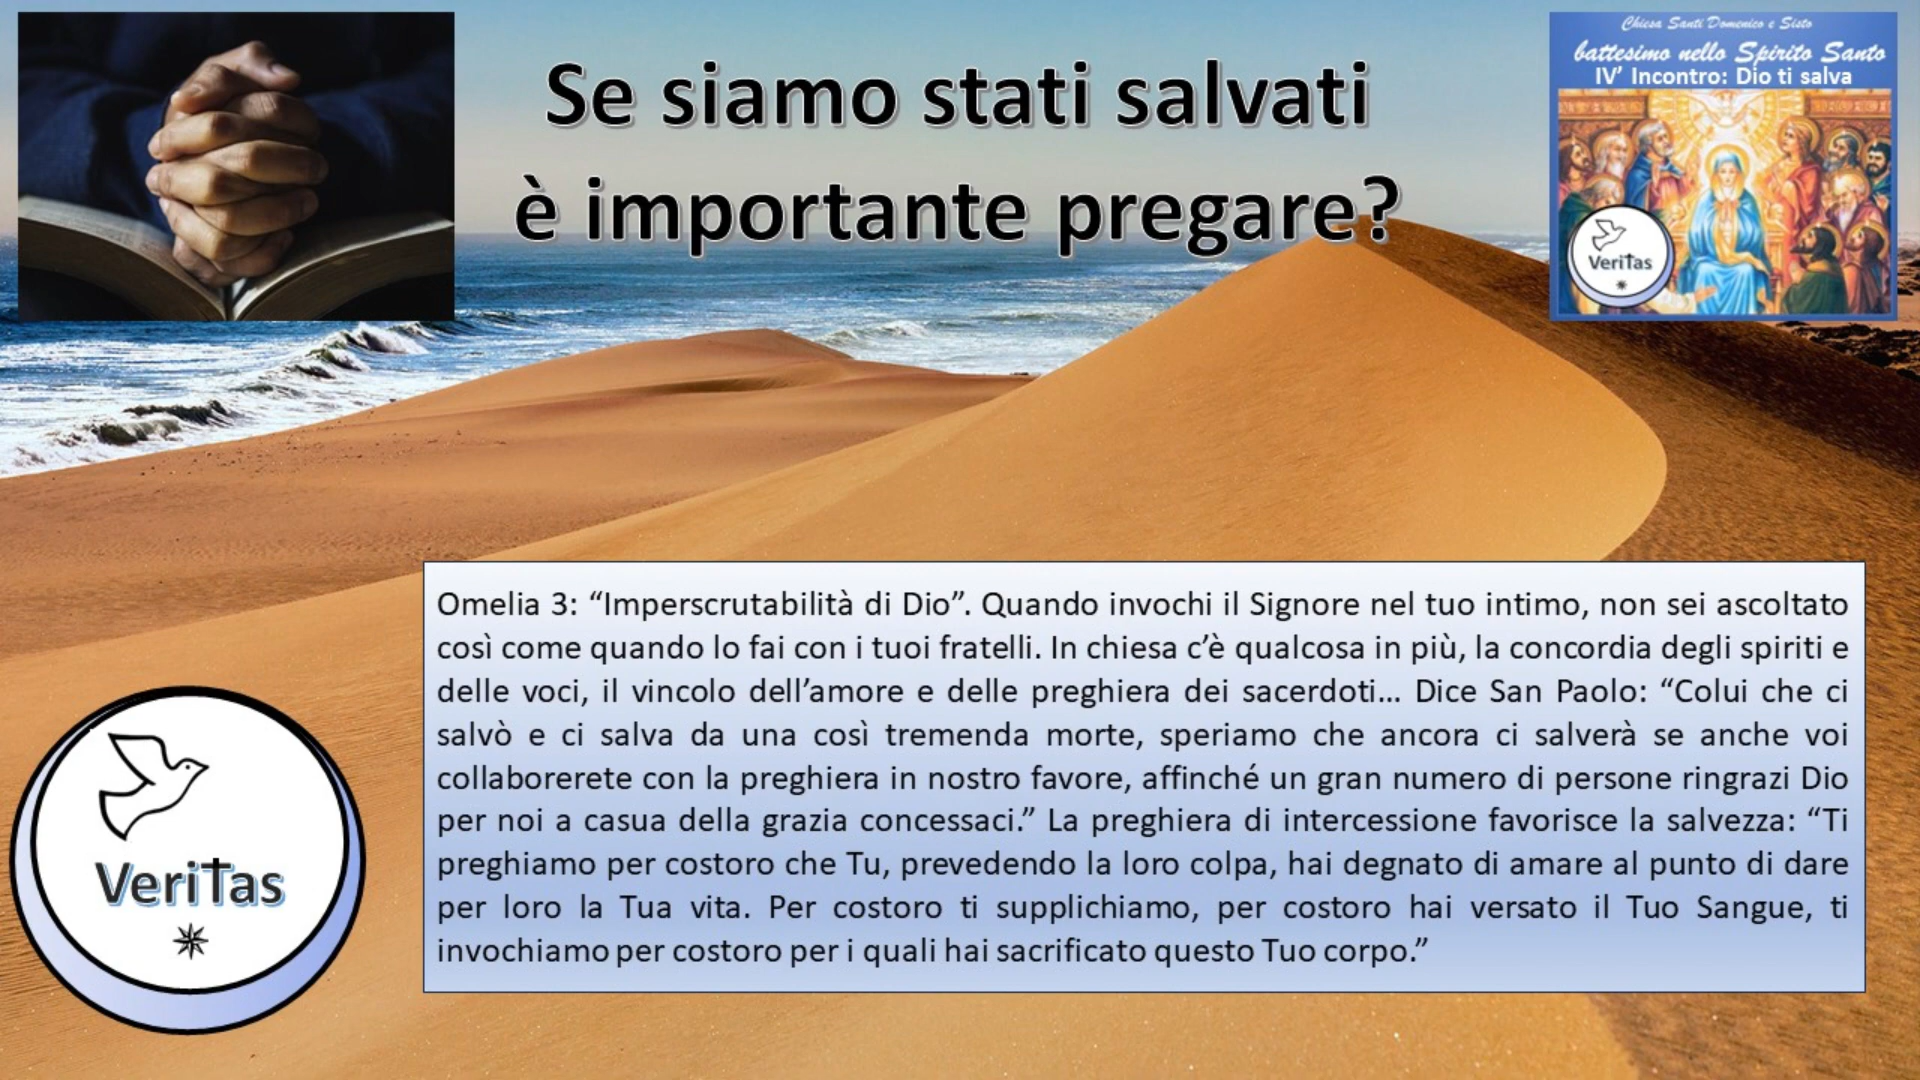 Se siamo stati salvati
è importante pregare?
Chiesa Santi Domenico e Sisto
battesimo nello Spirito Santo
IV' Incontro: Dio ti salva
VeriTas
Omelia 3: “Imperscrutabilità di Dio”. Quando invochi il Signore nel tuo intimo, non sei ascoltato
così come quando lo fai con i tuoi fratelli. In chiesa c’è qualcosa in più, la concordia degli spiriti e
delle voci, il vincolo dell’amore e delle preghiera dei sacerdoti... Dice San Paolo: “Colui che ci
salvò e ci salva da una così tremenda morte, speriamo che ancora ci salverà se anche voi
collaborerete con la preghiera in nostro favore, affinché un gran numero di persone ringrazi Dio
per noi a casua della grazia concessaci.” La preghiera di intercessione favorisce la salvezza: “Ti
preghiamo per costoro che Tu, prevedendo la loro colpa, hai degnato di amare al punto di dare
per loro la Tua vita. Per costoro ti supplichiamo, per costoro hai versato il Tuo Sangue, ti
invochiamo per costoro per i quali hai sacrificato questo Tuo corpo.”
VeriTas